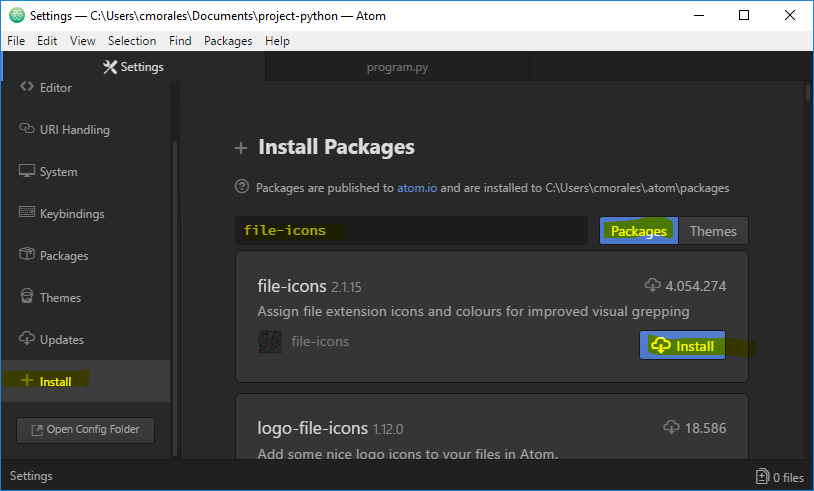 Settings — C:\Users\cmorales\Documents\project-python — Atom
File Edit View Selection Find Packages Help
Settings
program.py
Editor
URI Handling
System
Keybindings
Packages
Themes
Updates
Install
Open Config Folder
Install Packages
Packages are published to atom.io and are installed to C:\Users\cmorales\.atom\packages
file-icons
Packages Themes
file-icons 2.1.15 4.054.274
Assign file extension icons and colours for improved visual grepping
file-icons
Install
logo-file-icons 1.12.0 18.586
Add some nice logo icons to your files in Atom.
Settings 0 files